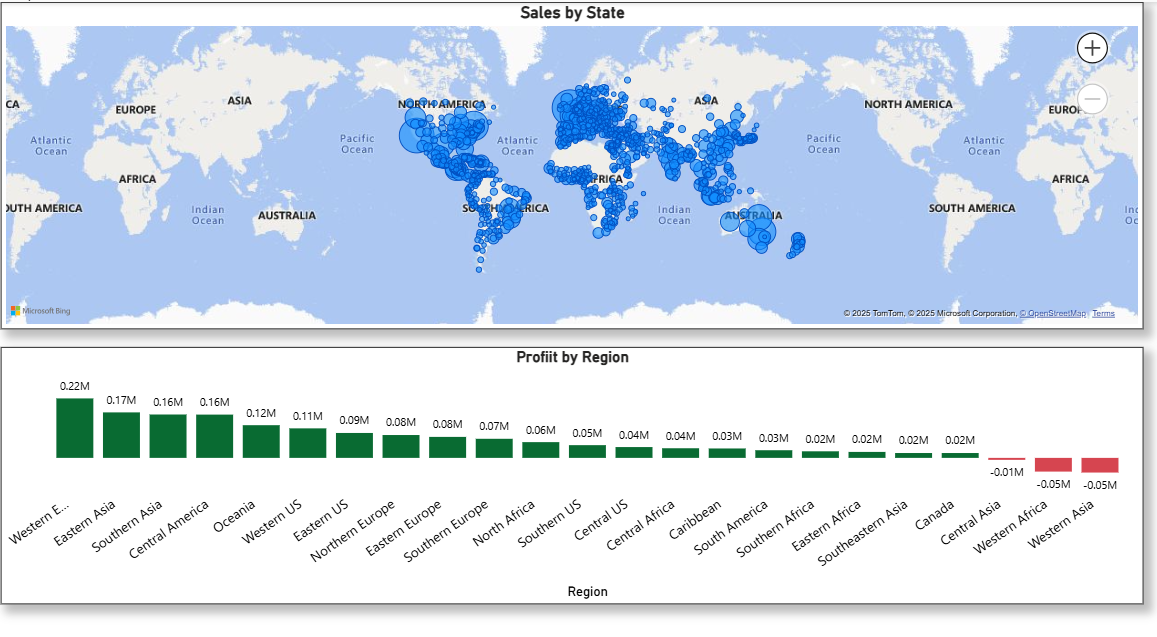 Sales by State
CA
EUROPE
ASIA
NORTH AMERICA
ASIA
NORTH AMERICA
EUROPE
Atlantic
Ocean
Pacific
Ocean
Atlantic
Ocean
Pacific
Ocean
Atlantic
Ocean
AFRICA
AFRICA
AFRICA
OUTH AMERICA
Indian
Ocean
AUSTRALIA
SOUTH AMERICA
Indian
Ocean
AUSTRALIA
SOUTH AMERICA
Inc
Oc
Microsoft Bing
© 2025 TomTom, © 2025 Microsoft Corporation, © OpenStreetMap Terms
Profiit by Region
0.22M
0.17M
0.16M
0.16M
0.12M
0.11M
0.09M
0.08M
0.08M
0.07M
0.06M
0.05M
0.04M
0.04M
0.03M
0.03M
0.02M
0.02M
0.02M
0.02M
-0.01M
-0.05M
-0.05M
Western E...
Eastern Asia
Southern Asia
Central America
Oceania
Western US
Eastern US
Northern Europe
Eastern Europe
Southern Europe
North Africa
Southern US
Central US
Central Africa
Caribbean
South America
Southern Africa
Eastern Africa
Southeastern Asia
Canada
Central Asia
Western Africa
Western Asia
Region